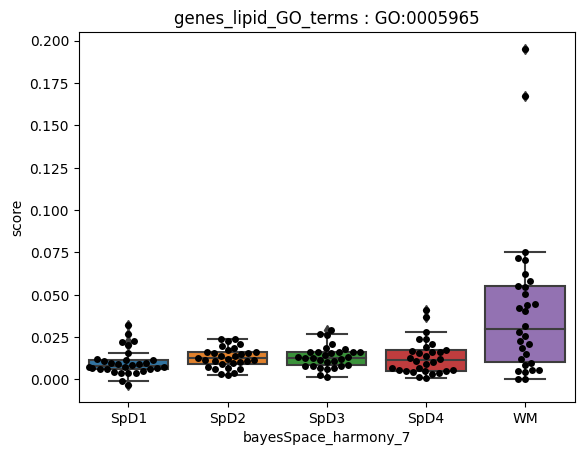 genes_lipid_GO_terms : GO:0005965
0.200
0.175
0.150
0.125
0.100
0.075
0.050
0.025
0.000
score
SpD1 SpD2 SpD3 SpD4 WM
bayesSpace_harmony_7